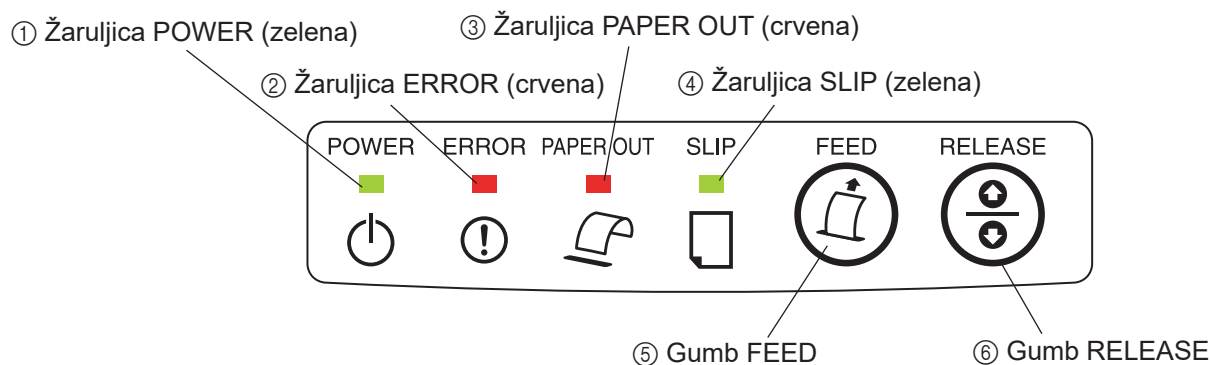 ① Žaruljica POWER (zelena)
③ Žaruljica PAPER OUT (crvena)
② Žaruljica ERROR (crvena)
④ Žaruljica SLIP (zelena)
POWER ERROR PAPER OUT SLIP FEED RELEASE
⑤ Gumb FEED
⑥ Gumb RELEASE